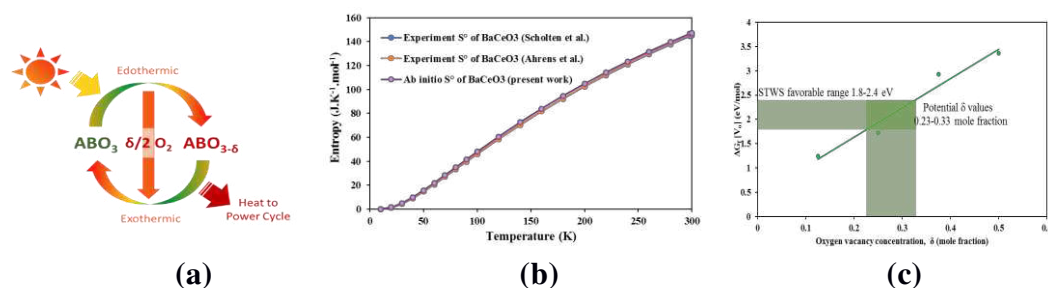 Edothermic
ABO3 δ/2 O2 ABO3-δ
Exothermic
Heat to
Power Cycle
(a)
Entropy (J.K-1.mol-1)
160
140
120
100
80
60
40
20
0
Experiment S° of BaCeO3 (Scholten et al.)
Experiment S° of BaCeO3 (Ahrens et al.)
Ab initio S° of BaCeO3 (present work)
0 50 100 150 200 250 300
Temperature (K)
(b)
4
3.5
3
2.5
2
1.5
1
0.5
0
STWS favorable range 1.8-2.4 eV
Potential δ values
0.23-0.33 mole fraction
0 0.1 0.2 0.3 0.4 0.5
Oxygen vacancy concentration, δ (mole fraction)
(c)